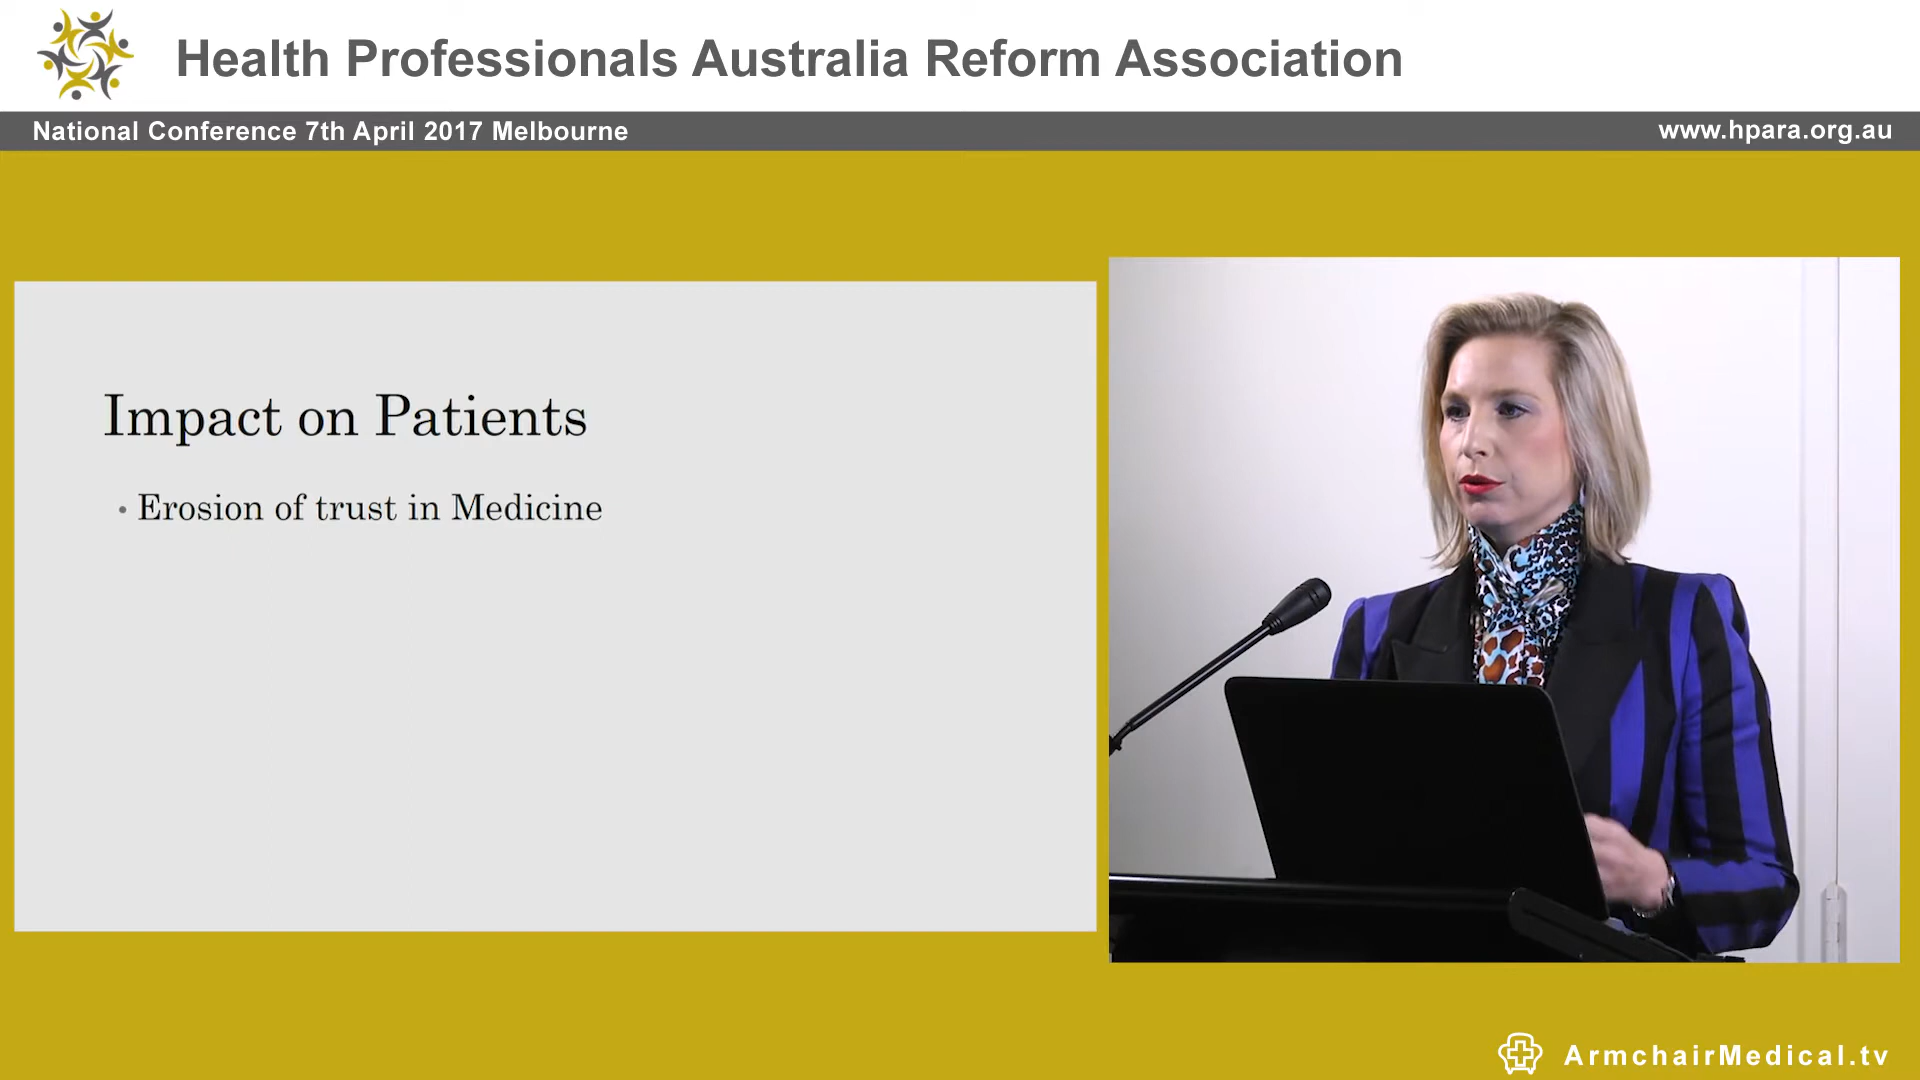 Health Professionals Australia Reform Association
National Conference 7th April 2017 Melbourne
www.hpara.org.au
Impact on Patients
• Erosion of trust in Medicine
ArmchairMedical.tv